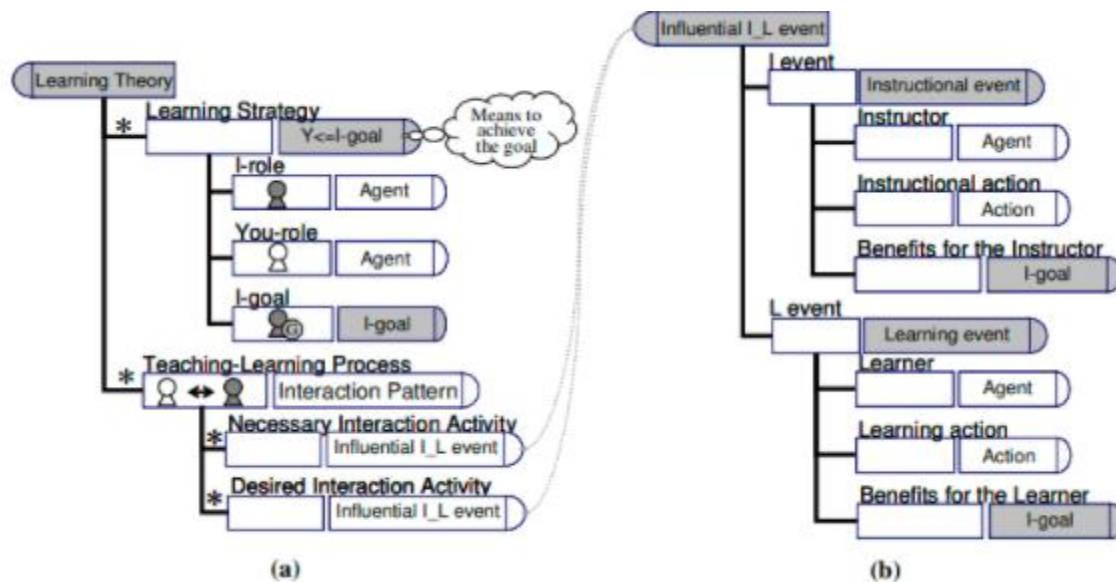 Learning Theory
* Learning Strategy
Y<=I-goal
Means to
achieve
the goal
I-role
Agent
You-role
Agent
I-goal
G
I-goal
* Teaching-Learning Process
Interaction Pattern
* Necessary Interaction Activity
Influential I_L event
* Desired Interaction Activity
Influential I_L event
(a)
Influential I_L event
I event
Instructional event
Instructor
Agent
Instructional action
Action
Benefits for the Instructor
I-goal
L event
Learning event
Learner
Agent
Learning action
Action
Benefits for the Learner
I-goal
(b)